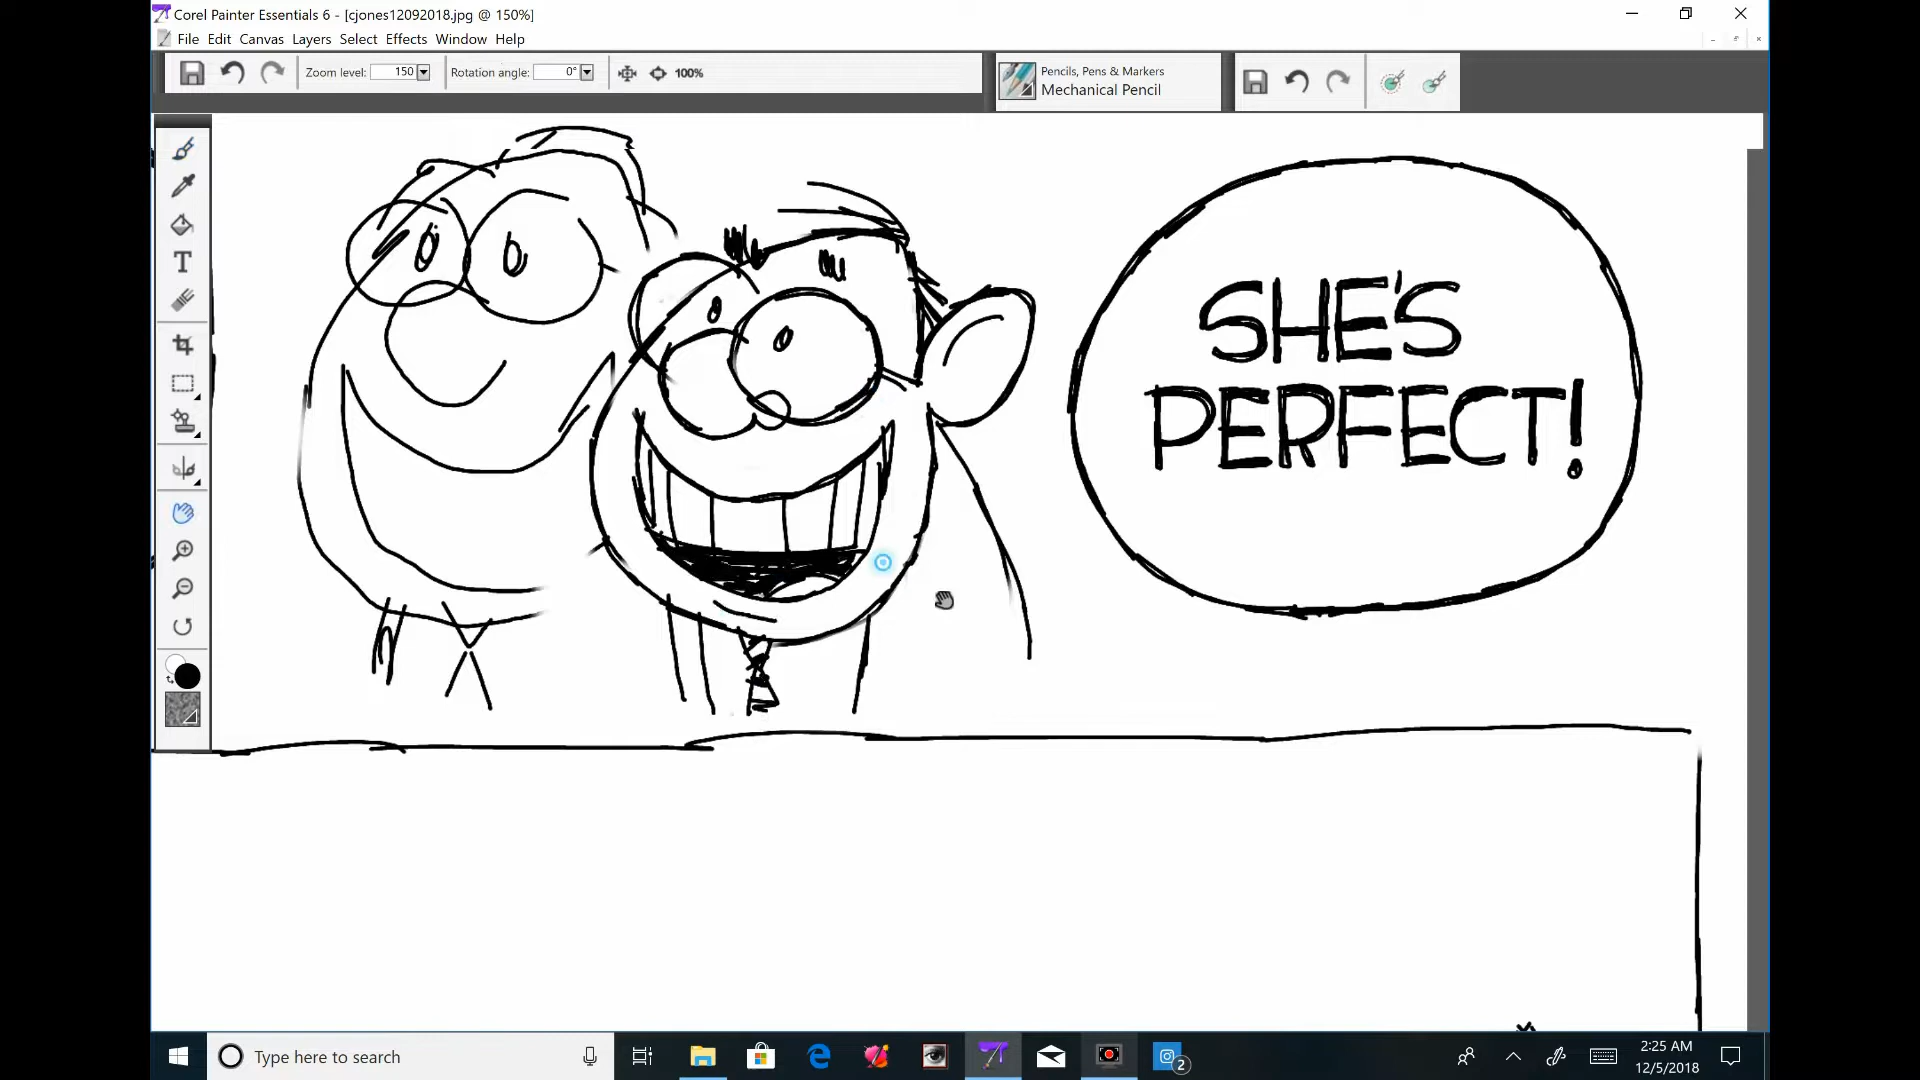 Corel Painter Essentials 6 - [cjones12092018.jpg @ 150%]
File Edit Canvas Layers Select Effects Window Help
Zoom level: 150 Rotation angle: 0° 100%
Pencils, Pens & Markers
Mechanical Pencil
SHE'S
PERFECT!
Type here to search
2
2:25 AM
12/5/2018